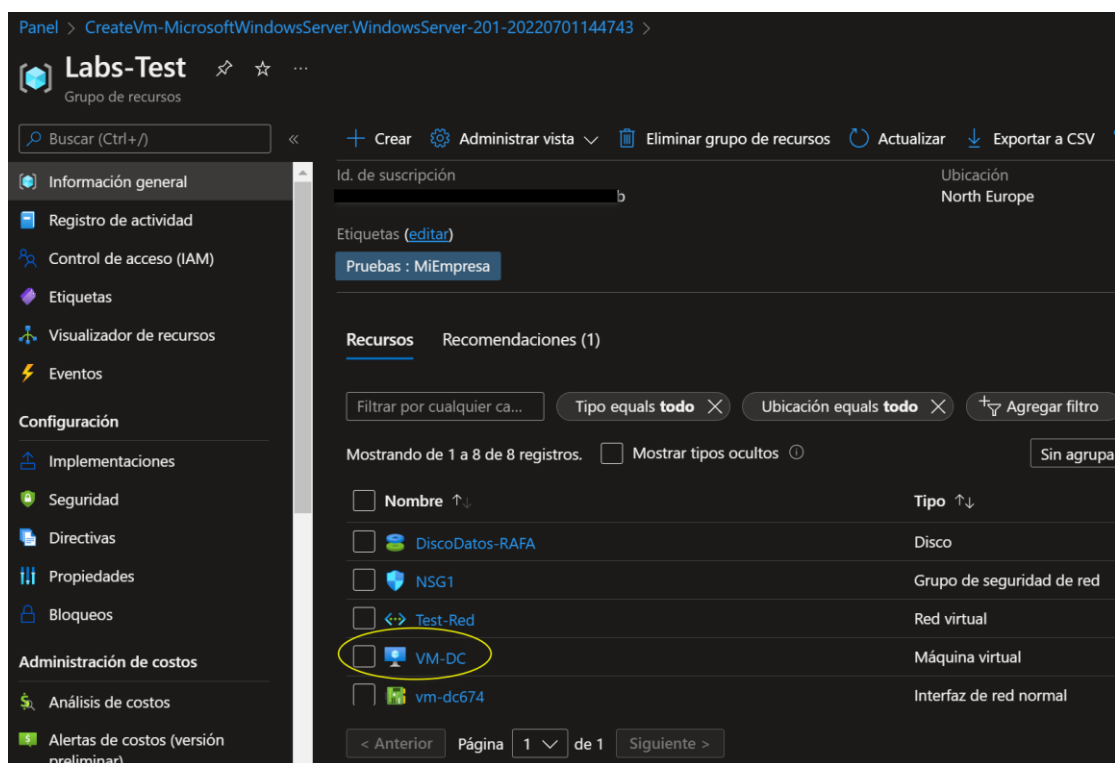 Panel > CreateVm-MicrosoftWindowsServer.WindowsServer-201-20220701144743 >
Labs-Test
Grupo de recursos
Buscar (Ctrl+/)
Información general
Registro de actividad
Control de acceso (IAM)
Etiquetas
Visualizador de recursos
Eventos
Configuración
Implementaciones
Seguridad
Directivas
Propiedades
Bloqueos
Administración de costos
Análisis de costos
Alertas de costos (versión
preliminar)
Crear Administrar vista Eliminar grupo de recursos Actualizar Exportar a CSV
Id. de suscripción Ubicación
b North Europe
Etiquetas (editar)
Pruebas : MiEmpresa
Recursos Recomendaciones (1)
Filtrar por cualquier ca... Tipo equals todo Ubicación equals todo Agregar filtro
Mostrando de 1 a 8 de 8 registros. Mostrar tipos ocultos Sin agrupa
Nombre Tipo
DiscoDatos-RAFA Disco
NSG1 Grupo de seguridad de red
Test-Red Red virtual
VM-DC Máquina virtual
vm-dc674 Interfaz de red normal
< Anterior Página 1 de 1 Siguiente >